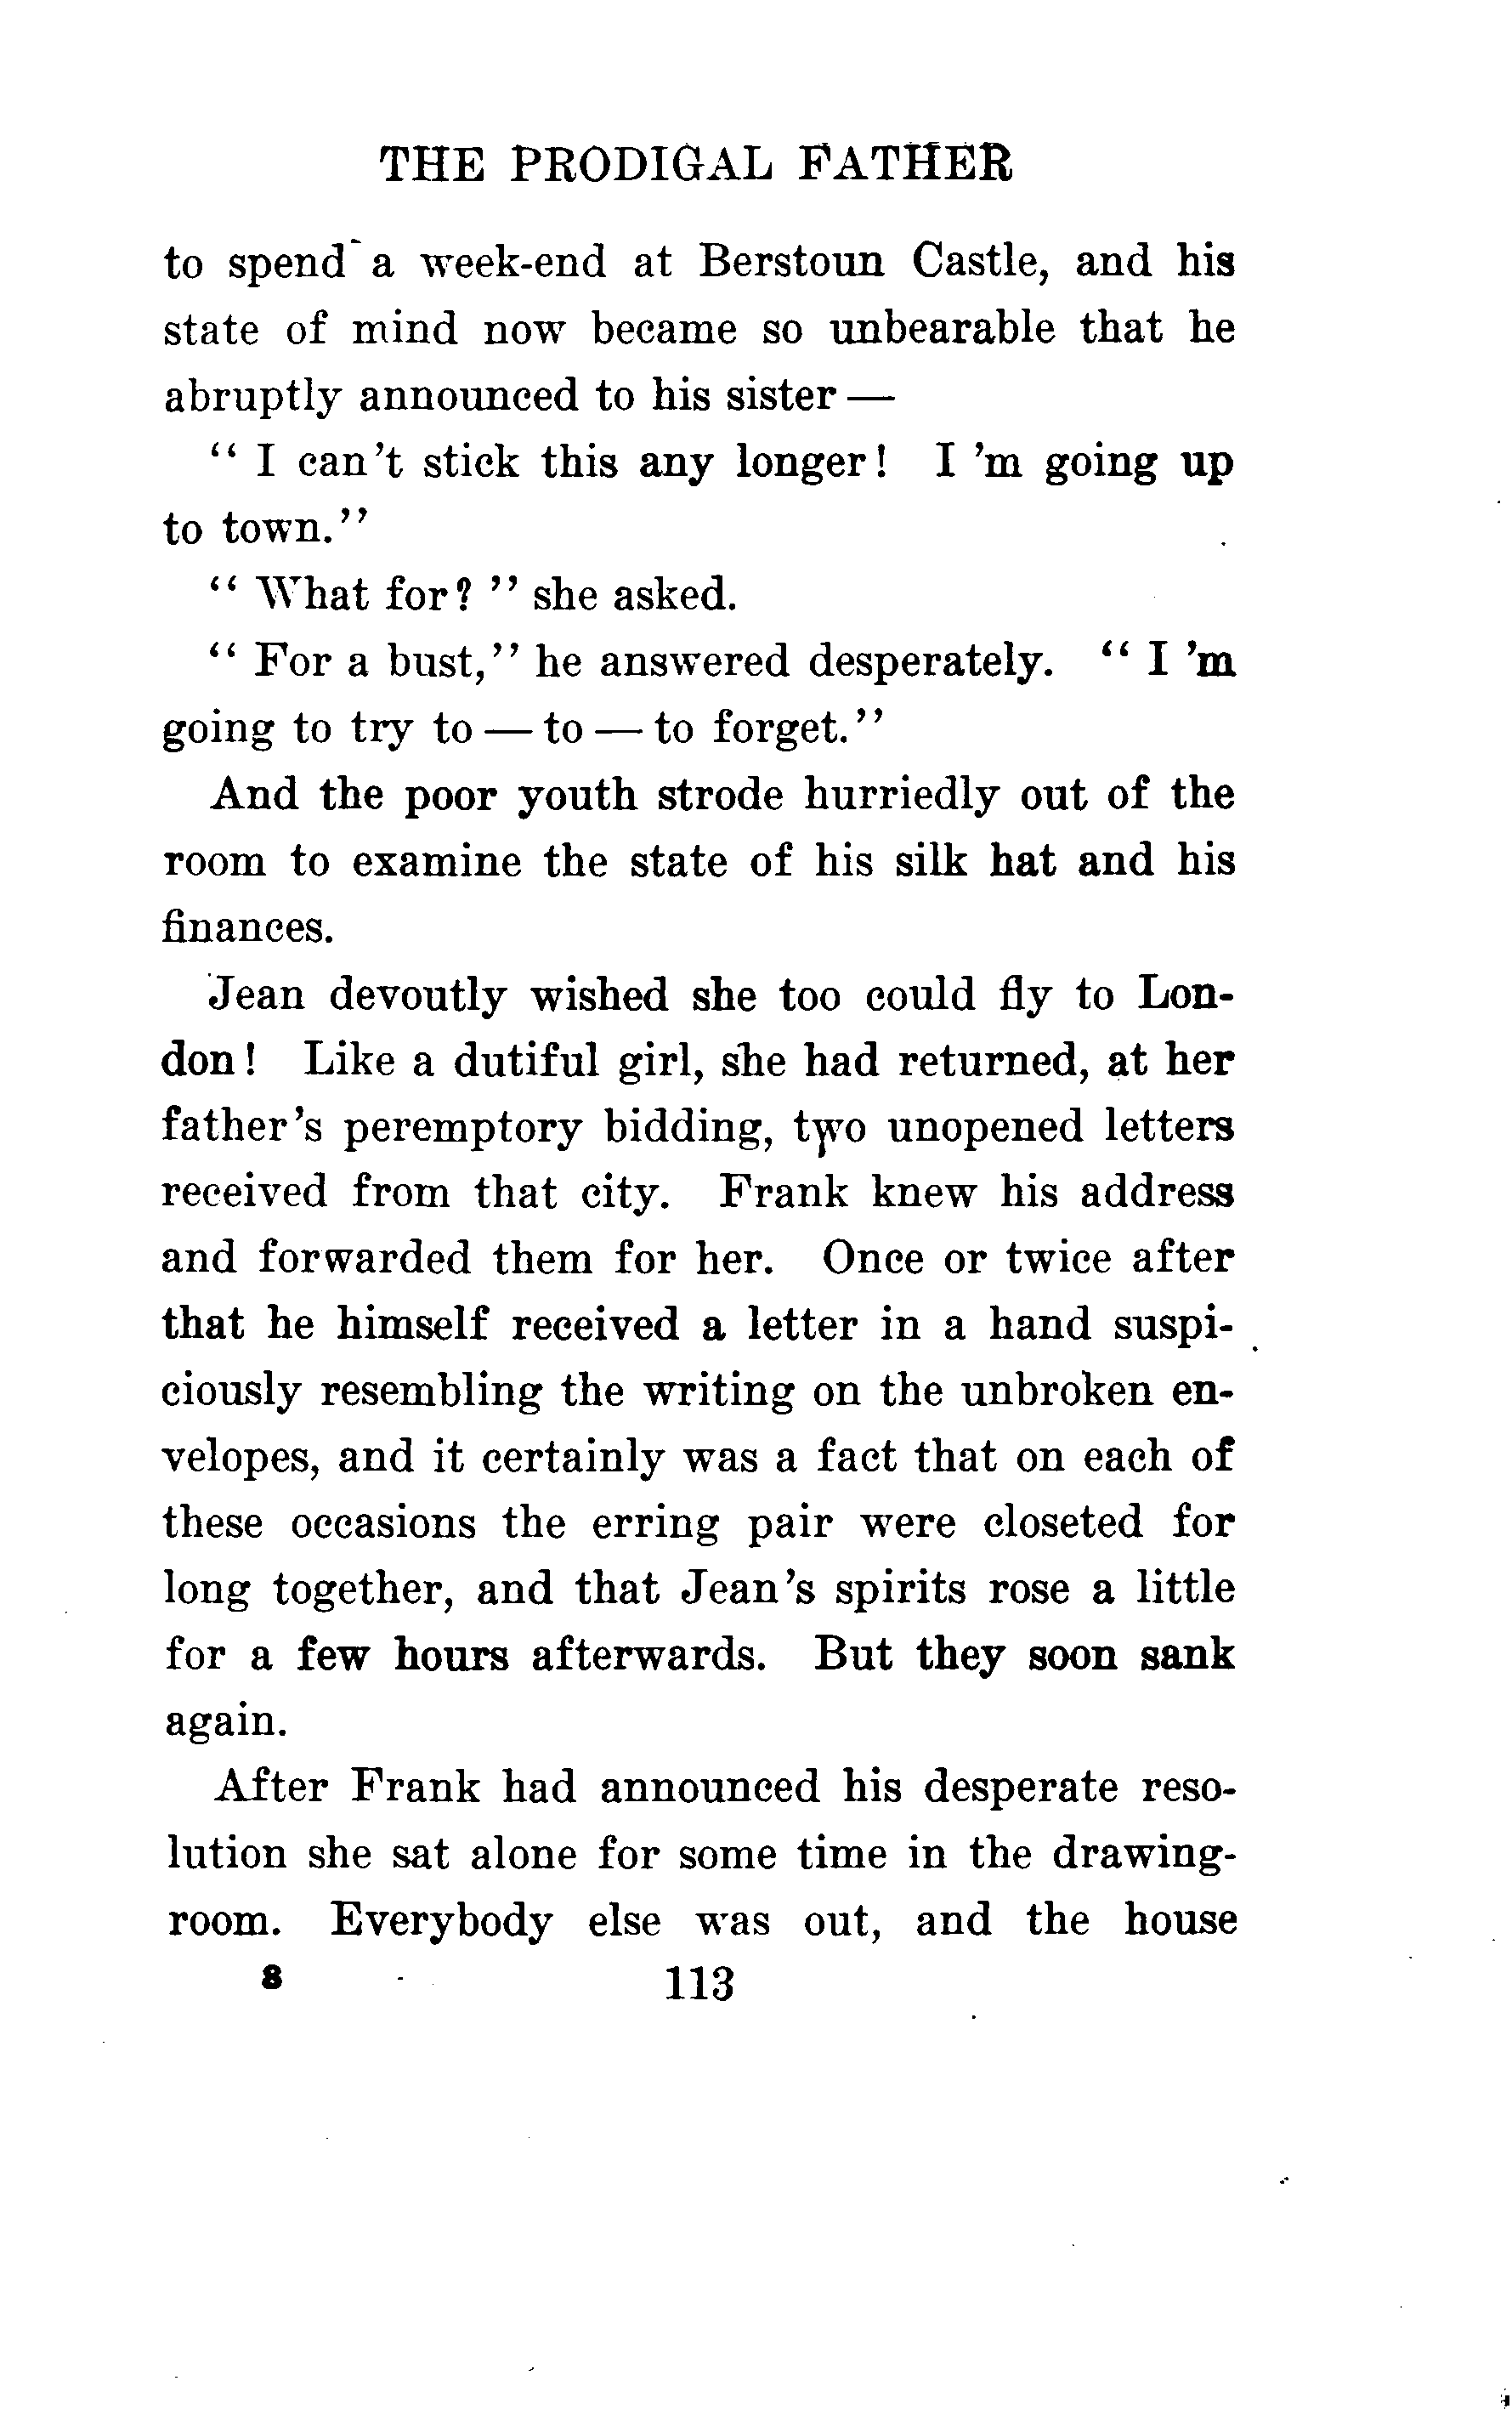 THE PRODIGAL FATHER
to spend a week-end at Berstoun Castle, and his
state of mind now became so unbearable that he
abruptly announced to his sister —
“ I can't stick this any longer! I 'm going up
to town.”
“ What for? ” she asked.
“ For a bust,” he answered desperately. “ I 'm
going to try to — to — to forget.”
And the poor youth strode hurriedly out of the
room to examine the state of his silk hat and his
finances.
Jean devoutly wished she too could fly to Lon-
don! Like a dutiful girl, she had returned, at her
father's peremptory bidding, two unopened letters
received from that city. Frank knew his address
and forwarded them for her. Once or twice after
that he himself received a letter in a hand suspi-
ciously resembling the writing on the unbroken en-
velopes, and it certainly was a fact that on each of
these occasions the erring pair were closeted for
long together, and that Jean's spirits rose a little
for a few hours afterwards. But they soon sank
again.
After Frank had announced his desperate reso-
lution she sat alone for some time in the drawing-
room. Everybody else was out, and the house
8 113